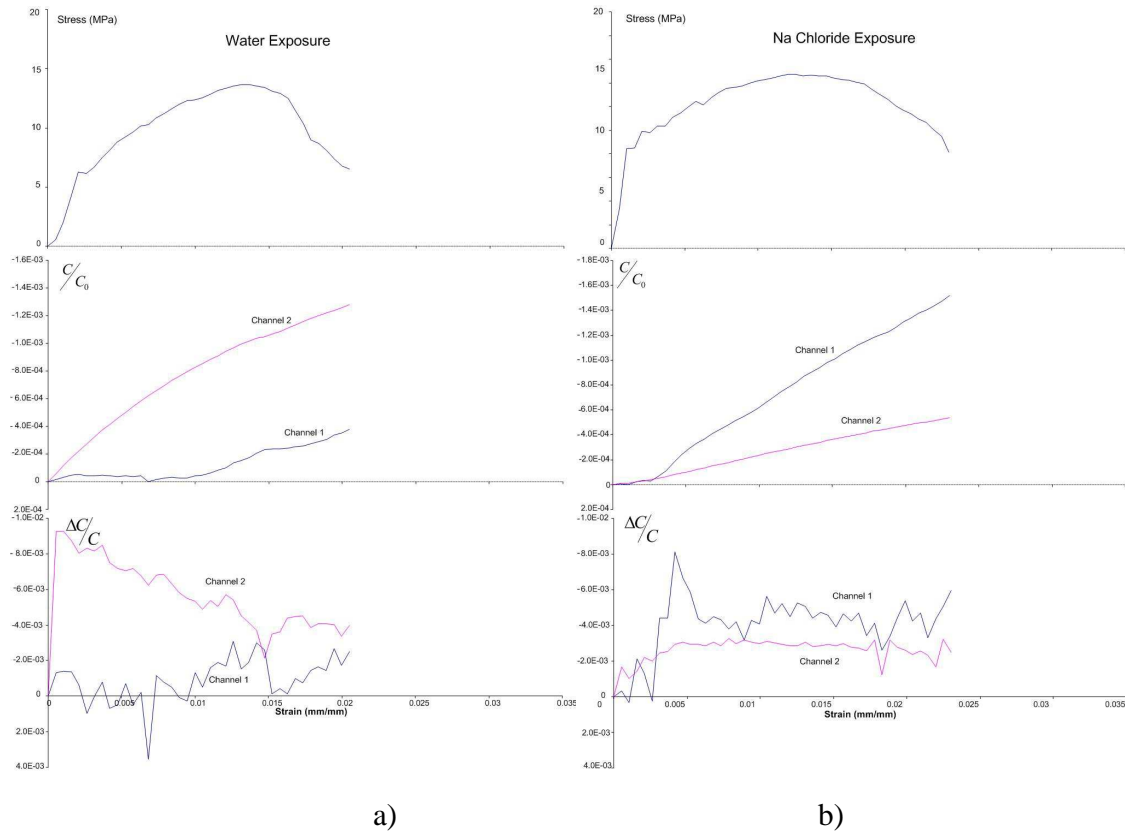 20
Stress (MPa)
Water Exposure
15
10
5
0
-1.6E-03
C/C₀
-1.4E-03
-1.2E-03
Channel 2
-1.0E-03
-8.0E-04
-6.0E-04
-4.0E-04
Channel 1
-2.0E-04
0
2.0E-04
-1.0E-02
ΔC/C
-8.0E-03
Channel 2
-6.0E-03
-4.0E-03
-2.0E-03
Channel 1
0
0 0.005 0.01 0.015 0.02 0.025 0.03 0.035
Strain (mm/mm)
2.0E-03
4.0E-03
a)
20
Stress (MPa)
Na Chloride Exposure
15
10
5
0
-1.8E-03
C/C₀
-1.6E-03
-1.4E-03
-1.2E-03
Channel 1
-1.0E-03
-8.0E-04
-6.0E-04
Channel 2
-4.0E-04
-2.0E-04
0
2.0E-04
-1.0E-02
ΔC/C
-8.0E-03
-6.0E-03
Channel 1
-4.0E-03
-2.0E-03
Channel 2
0
0.005 0.01 0.015 0.02 0.025 0.03 0.035
Strain (mm/mm)
-2.0E-03
-4.0E-03
b)